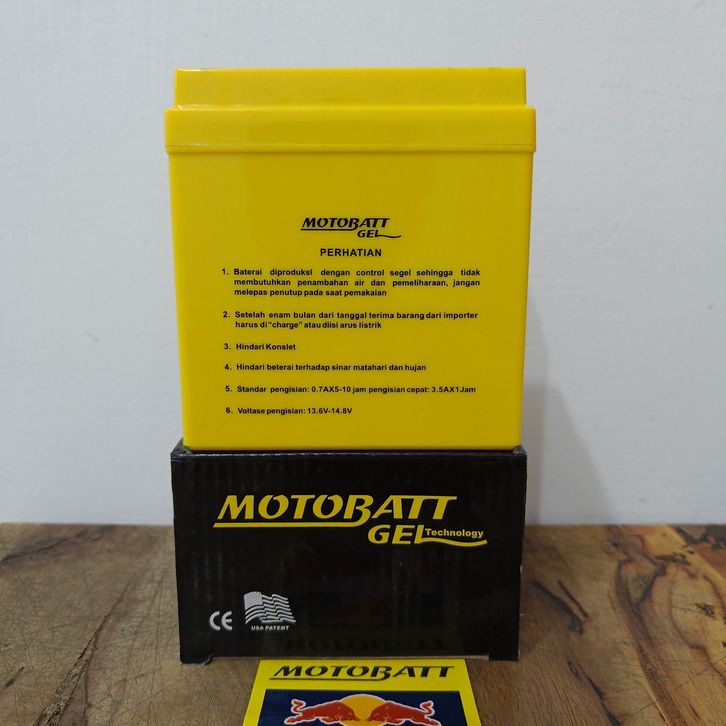 MOTOBATT
GEL
PERHATIAN
1. Baterai diproduksi dengan control segel sehingga tidak
membutuhkan penambahan air dan pemeliharaan, jangan
melepas penutup pada saat pemakaian
2. Setelah enam bulan dari tanggal terima barang dari importer
harus di "charge" atau diisi arus listrik
3. Hindari Konslet
4. Hindari beterai terhadap sinar matahari dan hujan
5. Standar pengisian: 0.7AX5-10 jam pengisian cepat: 3.5AX1Jam
6. Voltase pengisian: 13.6V-14.8V
MOTOBATT
GEL Technology
CE
USA PATENT
MOTOBATT